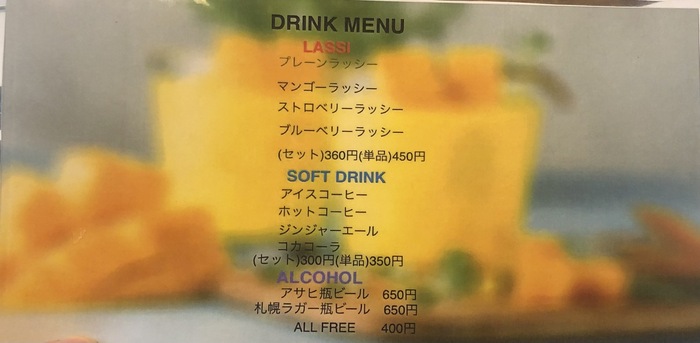 DRINK MENU
LASSI
プレーンラッシー
マンゴーラッシー
ストロベリーラッシー
ブルーベリーラッシー
(セット)360円(単品)450円
SOFT DRINK
アイスコーヒー
ホットコーヒー
ジンジャーエール
コカコーラ
(セット)300円(単品)350円
ALCOHOL
アサヒ瓶ビール 650円
札幌ラガー瓶ビール 650円
ALL FREE 400円